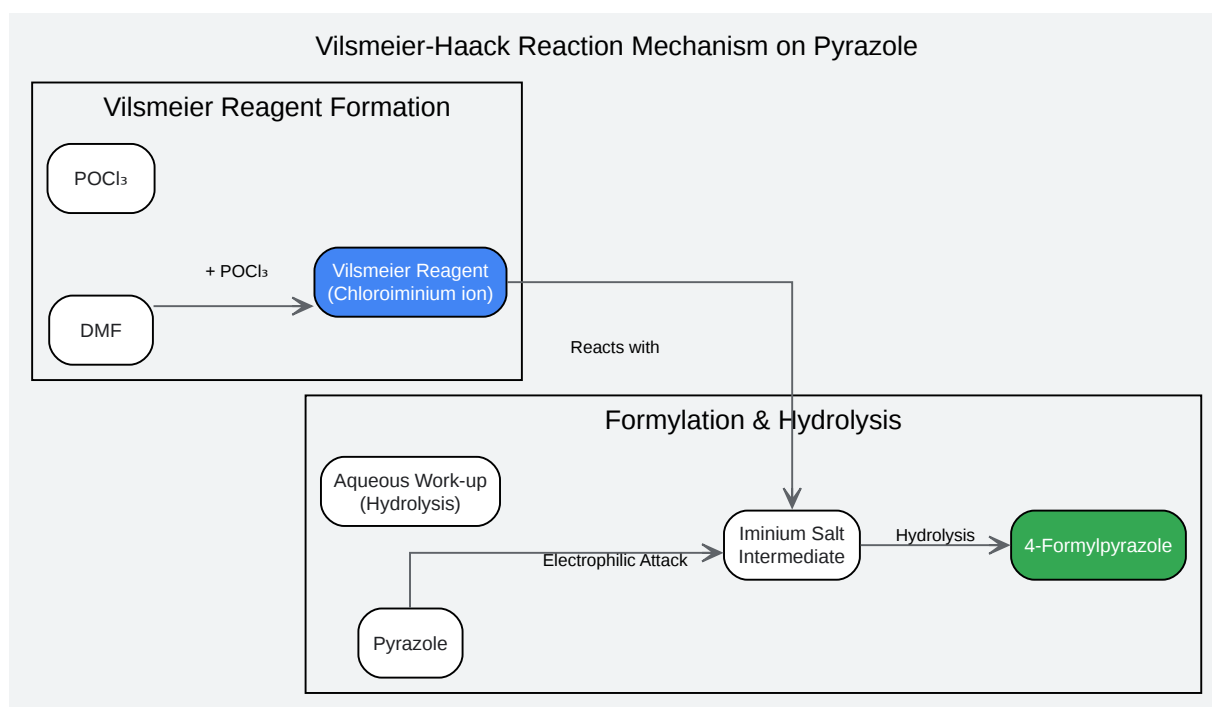 Vilsmeier-Haack Reaction Mechanism on Pyrazole
Vilsmeier Reagent Formation
POCl₃
+ POCl₃
Vilsmeier Reagent
(Chloroiminium ion)
DMF
Reacts with
Formylation & Hydrolysis
Aqueous Work-up
(Hydrolysis)
Electrophilic Attack
Iminium Salt
Intermediate
Hydrolysis
4-Formylpyrazole
Pyrazole